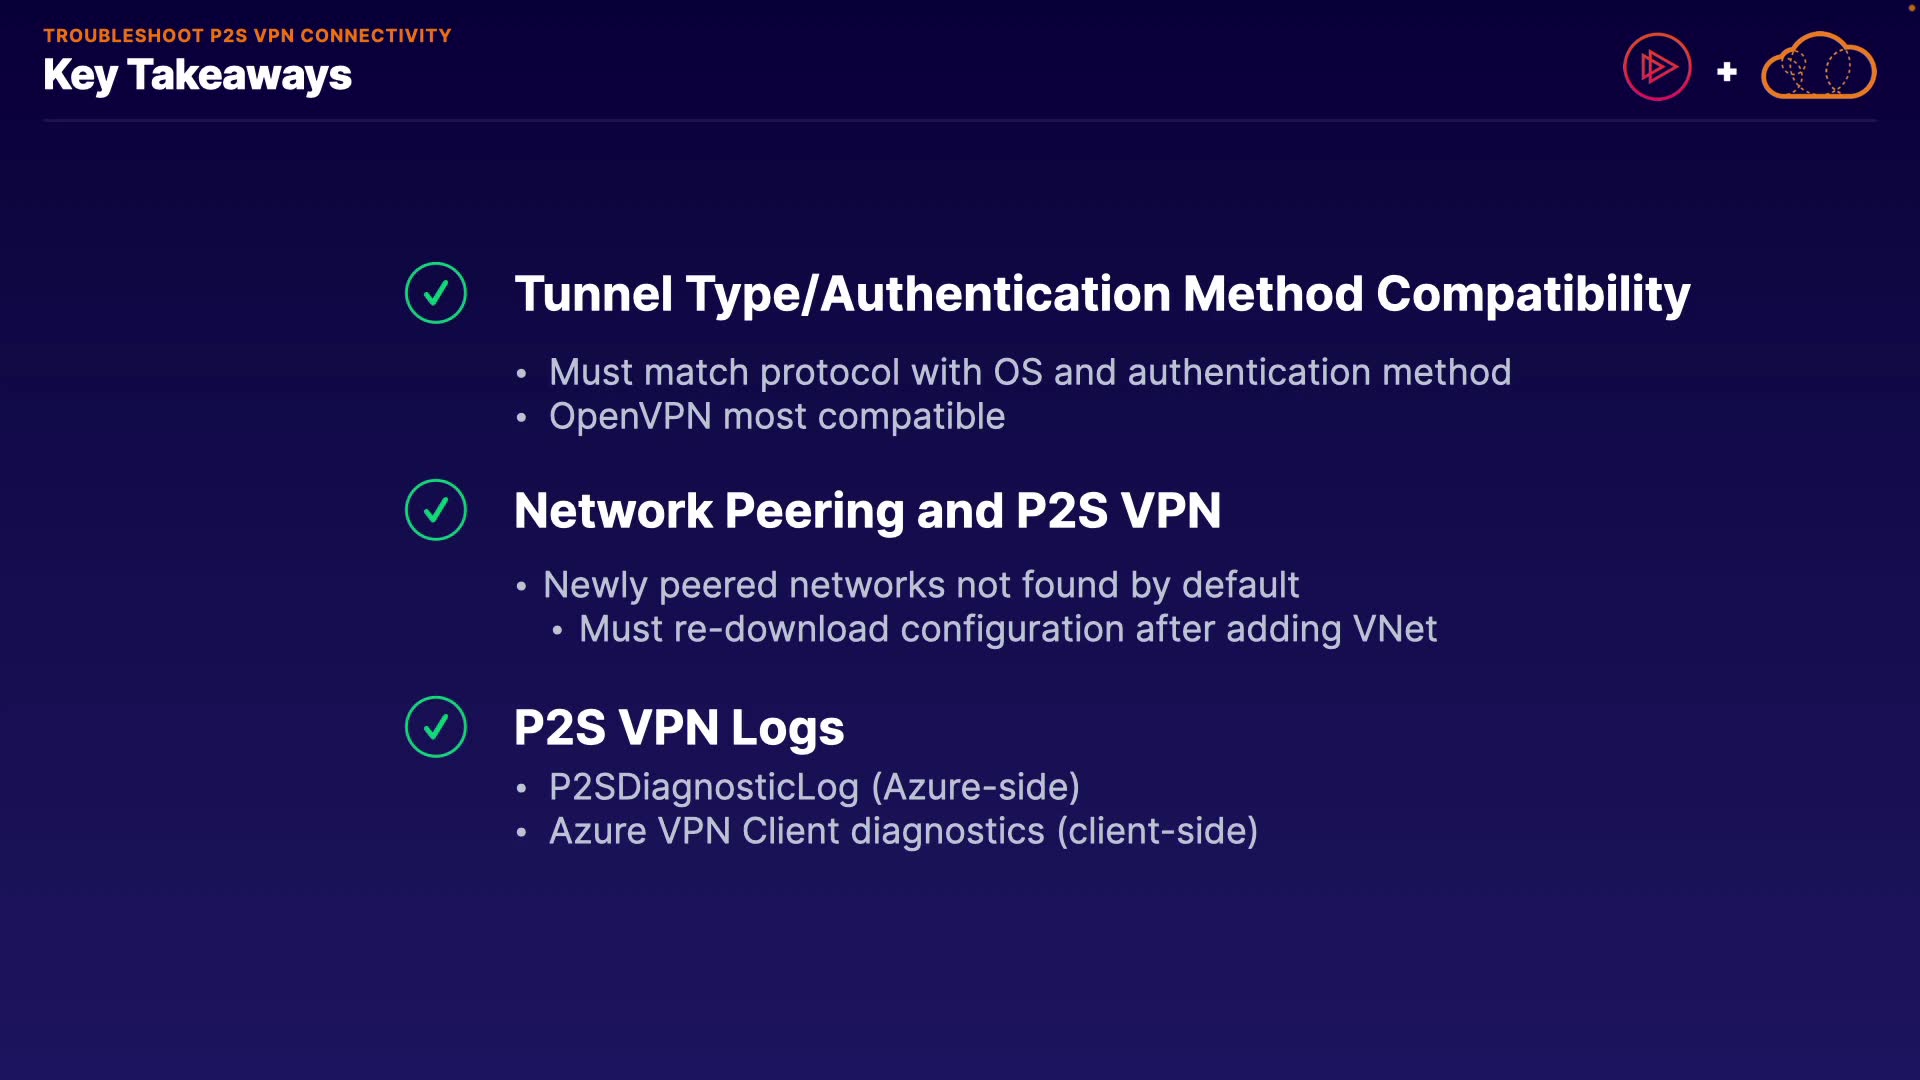 TROUBLESHOOT P2S VPN CONNECTIVITY
Key Takeaways
+
Tunnel Type/Authentication Method Compatibility
• Must match protocol with OS and authentication method
• OpenVPN most compatible
Network Peering and P2S VPN
• Newly peered networks not found by default
• Must re-download configuration after adding VNet
P2S VPN Logs
• P2SDiagnosticLog (Azure-side)
• Azure VPN Client diagnostics (client-side)